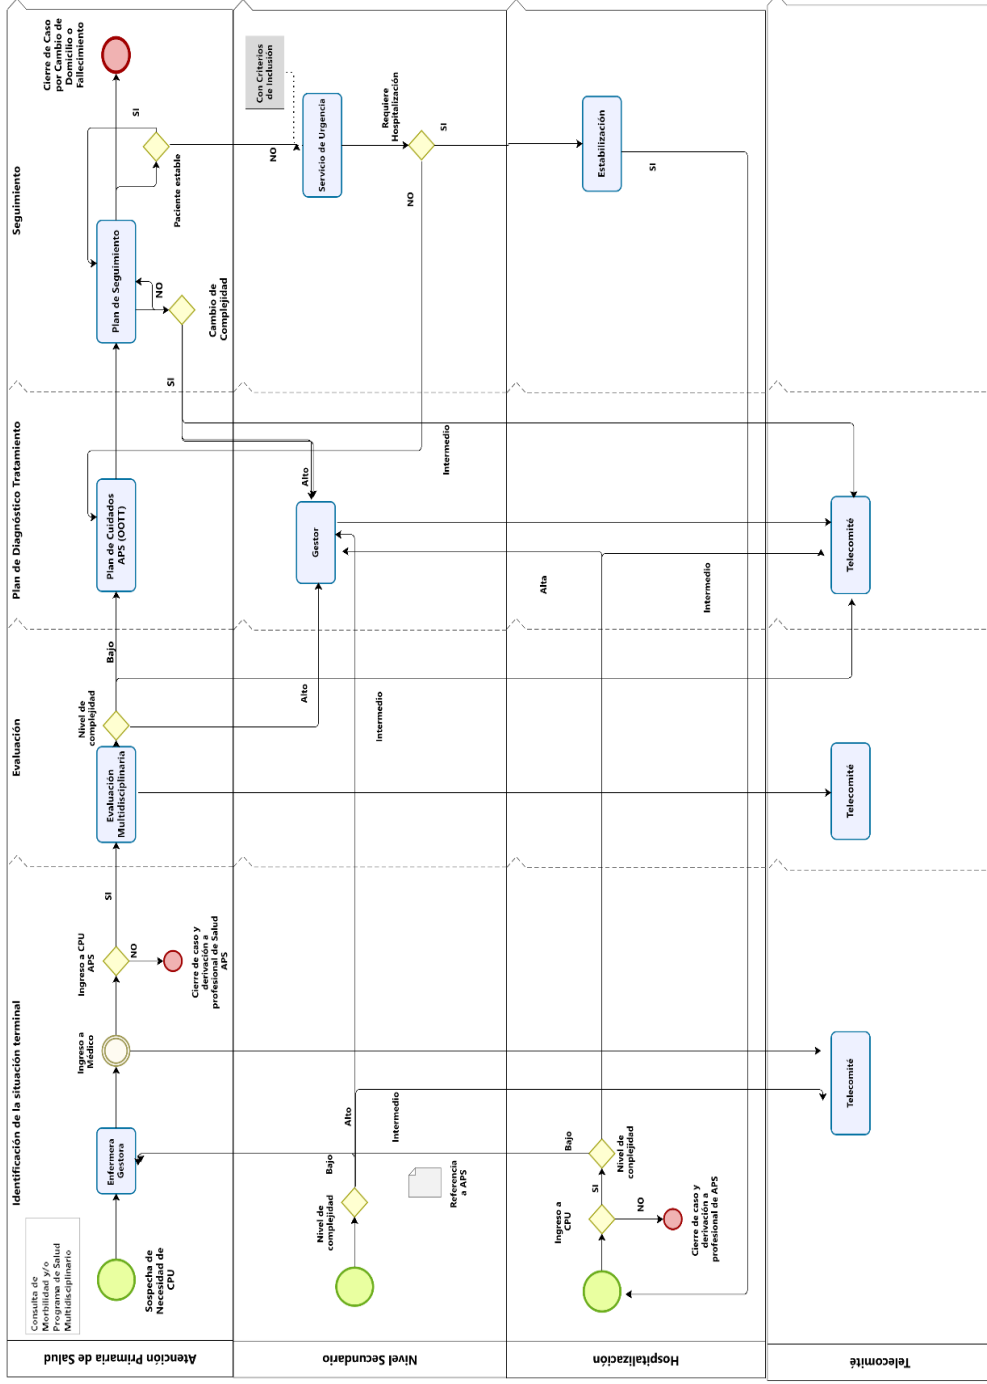 Identificación de la situación terminal
Evaluación
Plan de Diagnóstico Tratamiento
Seguimiento
Atención Primaria de Salud
Consulta de
Morbilidad y/o
Programa de Salud
Multidisciplinario
Sospecha de
Necesidad de
CPU
Enfermera
Gestora
Ingreso a
Médico
Ingreso a CPU
APS
NO
SI
Cierre de caso y
derivación a
profesional de Salud
APS
Evaluación
Multidisciplinaria
Nivel de
complejidad
Bajo
Plan de Cuidados
APS (OOTT)
Plan de Seguimiento
NO
SI
Cambio de
Complejidad
Paciente estable
SI
Cierre de Caso
por Cambio de
Domicilio o
Fallecimiento
Nivel Secundario
Nivel de
complejidad
Bajo
Alto
Intermedio
Referencia
a APS
Alto
Intermedio
Gestor
Alto
Intermedio
NO
Con Criterios
de Inclusión
Servicio de Urgencia
Requiere
Hospitalización
NO
SI
Hospitalización
Ingreso a
CPU
SI
NO
Cierre de caso y
derivación a
profesional de APS
Nivel de
conplejidad
Bajo
Alta
Intermedio
Estabilización
SI
Telecomité
Telecomité
Telecomité
Telecomité